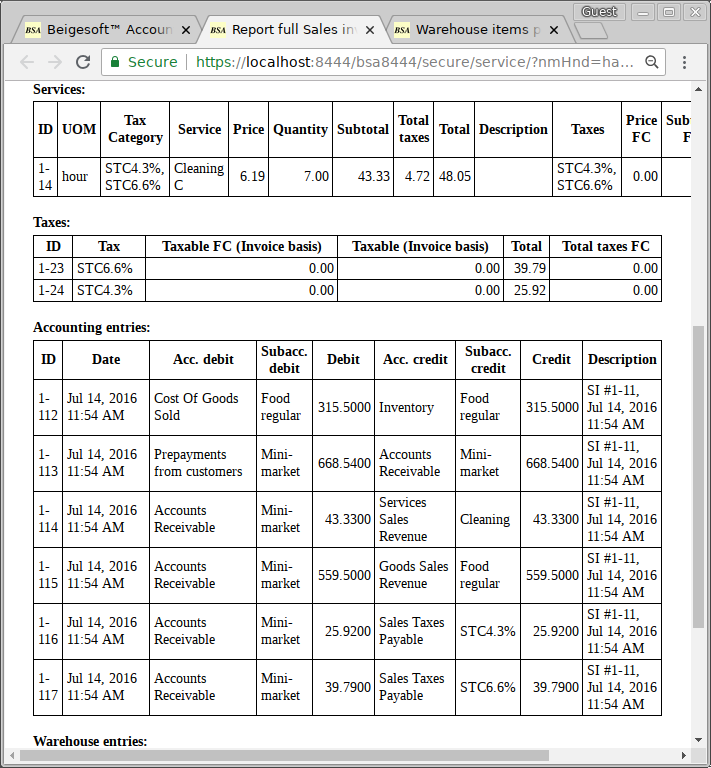 Guest
BSA Beigesoft™ Accoun
BSA Report full Sales in
BSA Warehouse items p
Secure https://localhost:8444/bsa8444/secure/service/?nmHnd=ha...
Services:
ID UOM Tax Category Service Price Quantity Subtotal Total taxes Total Description Taxes Price FC Sub F
1-14 hour STC4.3%, STC6.6% Cleaning C 6.19 7.00 43.33 4.72 48.05 STC4.3%, STC6.6% 0.00
Taxes:
ID Tax Taxable FC (Invoice basis) Taxable (Invoice basis) Total Total taxes FC
1-23 STC6.6% 0.00 0.00 39.79 0.00
1-24 STC4.3% 0.00 0.00 25.92 0.00
Accounting entries:
ID Date Acc. debit Subacc. debit Debit Acc. credit Subacc. credit Credit Description
1-112 Jul 14, 2016 11:54 AM Cost Of Goods Sold Food regular 315.5000 Inventory Food regular 315.5000 SI #1-11, Jul 14, 2016 11:54 AM
1-113 Jul 14, 2016 11:54 AM Prepayments from customers Mini-market 668.5400 Accounts Receivable Mini-market 668.5400 SI #1-11, Jul 14, 2016 11:54 AM
1-114 Jul 14, 2016 11:54 AM Accounts Receivable Mini-market 43.3300 Services Sales Revenue Cleaning 43.3300 SI #1-11, Jul 14, 2016 11:54 AM
1-115 Jul 14, 2016 11:54 AM Accounts Receivable Mini-market 559.5000 Goods Sales Revenue Food regular 559.5000 SI #1-11, Jul 14, 2016 11:54 AM
1-116 Jul 14, 2016 11:54 AM Accounts Receivable Mini-market 25.9200 Sales Taxes Payable STC4.3% 25.9200 SI #1-11, Jul 14, 2016 11:54 AM
1-117 Jul 14, 2016 11:54 AM Accounts Receivable Mini-market 39.7900 Sales Taxes Payable STC6.6% 39.7900 SI #1-11, Jul 14, 2016 11:54 AM
Warehouse entries: